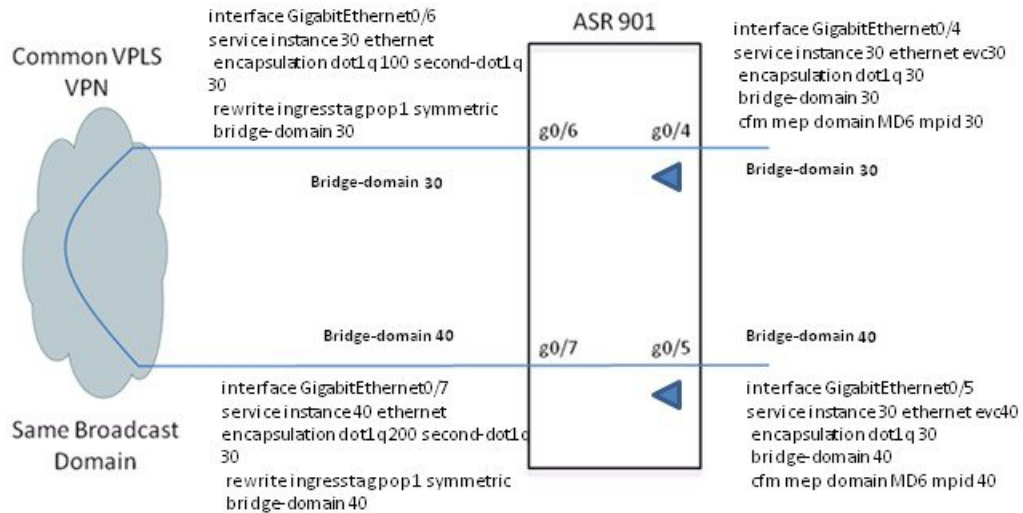 Common VPLS
VPN
interface GigabitEthernet0/6
service instance 30 ethernet
encapsulation dot1q 100 second-dot1q
30
rewrite ingress tag pop 1 symmetric
bridge-domain 30
ASR 901
interface GigabitEthernet0/4
service instance 30 ethernet evc30
encapsulation dot1q 30
bridge-domain 30
cfm mep domain MD6 mpid 30
g0/6
g0/4
Bridge-domain 30
Bridge-domain 30
Bridge-domain 40
Bridge-domain 40
g0/7
g0/5
Same Broadcast
Domain
interface GigabitEthernet0/7
service instance 40 ethernet
encapsulation dot1q 200 second-dot1q
30
rewrite ingress tag pop 1 symmetric
bridge-domain 40
interface GigabitEthernet0/5
service instance 30 ethernet evc40
encapsulation dot1q 30
bridge-domain 40
cfm mep domain MD6 mpid 40